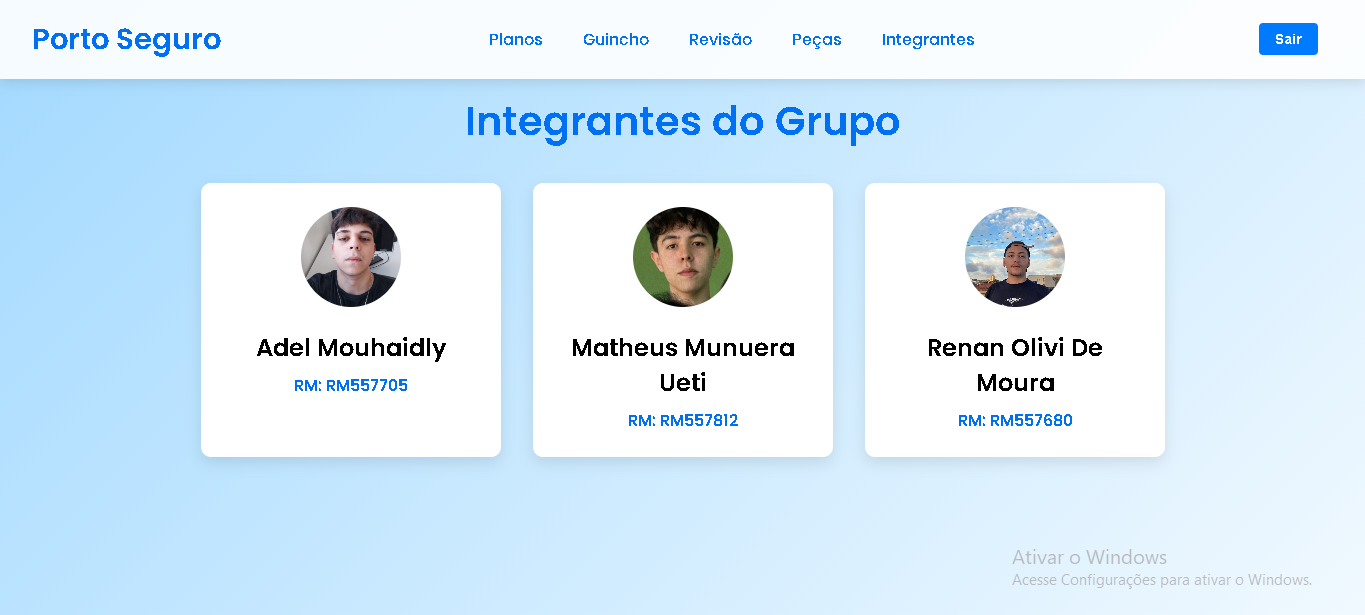 Porto Seguro
Planos
Guincho
Revisão
Peças
Integrantes
Sair
Integrantes do Grupo
Adel Mouhaidly
RM: RM557705
Matheus Munuera
Ueti
RM: RM557812
Renan Olivi De
Moura
RM: RM557680
Ativar o Windows
Acesse Configurações para ativar o Windows.